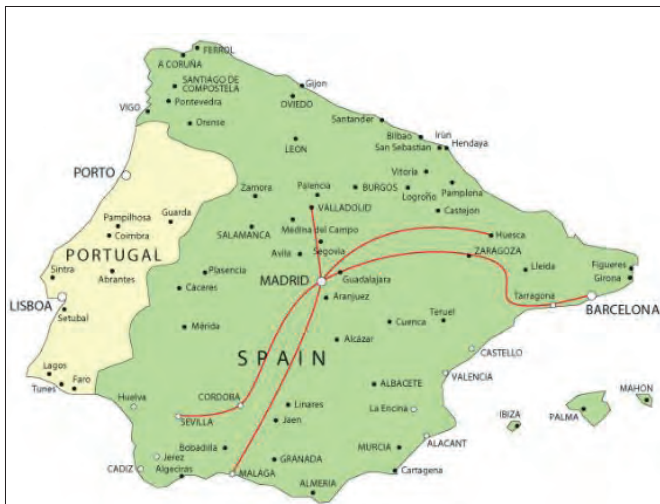 FERROL
A CORUÑA
SANTIAGO DE
COMPOSTELA
Gijon
Pontevedra
OVIEDO
VIGO
Orense
Santander
Bilbao
Irún
San Sebastian
Hendaya
LEON
PORTO
Vitoria
Palencia
BURGOS
Logroño
Pamplona
Zamora
VALLADOLID
Castejon
Guarda
Pampilhosa
Coimbra
SALAMANCA
Medina del Campo
Huesca
PORTUGAL
Avila
Segovia
ZARAGOZA
Sintra
Abrantes
Plasencia
MADRID
Guadalajara
Lleida
Figueres
Girona
Cáceres
Aranjuez
Tarragona
BARCELONA
LISBOA
Setubal
Mérida
Cuenca
Teruel
Alcázar
CASTELLO
SPAIN
Lagos
Tunes
Faro
Huelva
CORDOBA
ALBACETE
VALENCIA
SEVILLA
Linares
Jaen
La Encina
IBIZA
PALMA
MAHON
Bobadilla
MURCIA
ALACANT
Jerez
CADIZ
Algeciras
MALAGA
GRANADA
Cartagena
ALMERIA